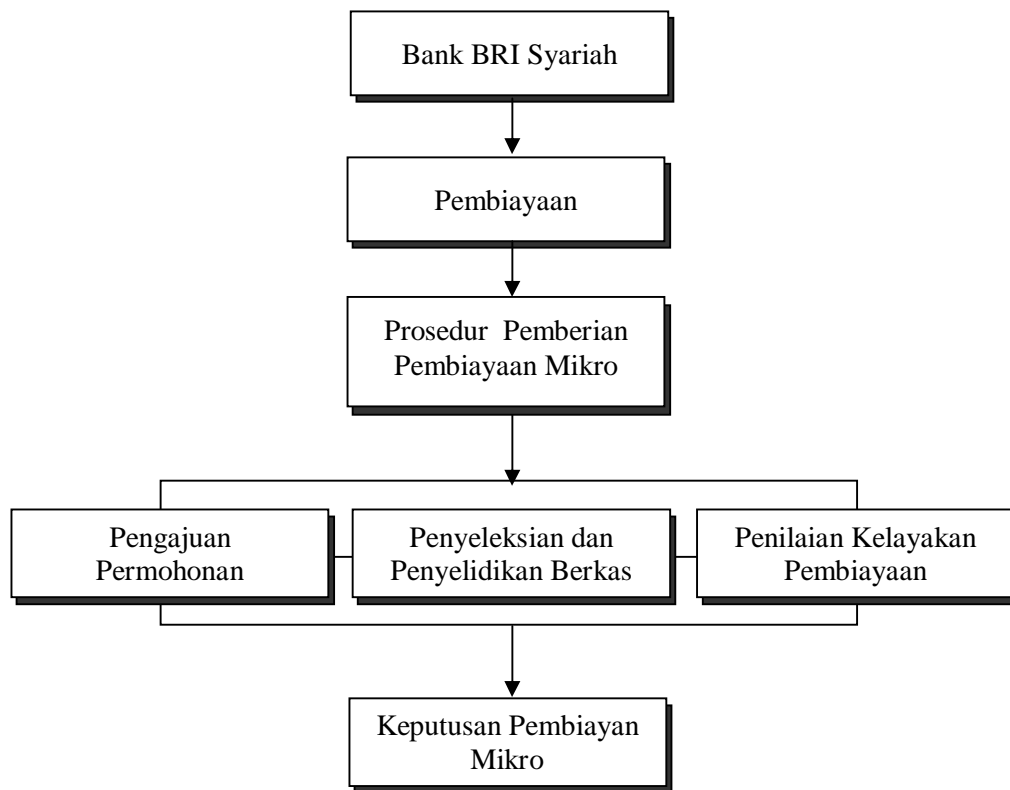 Bank BRI Syariah
Pembiayaan
Prosedur Pemberian
Pembiayaan Mikro
Pengajuan
Permohonan
Penyeleksian dan
Penyelidikan Berkas
Penilaian Kelayakan
Pembiayaan
Keputusan Pembiayan
Mikro